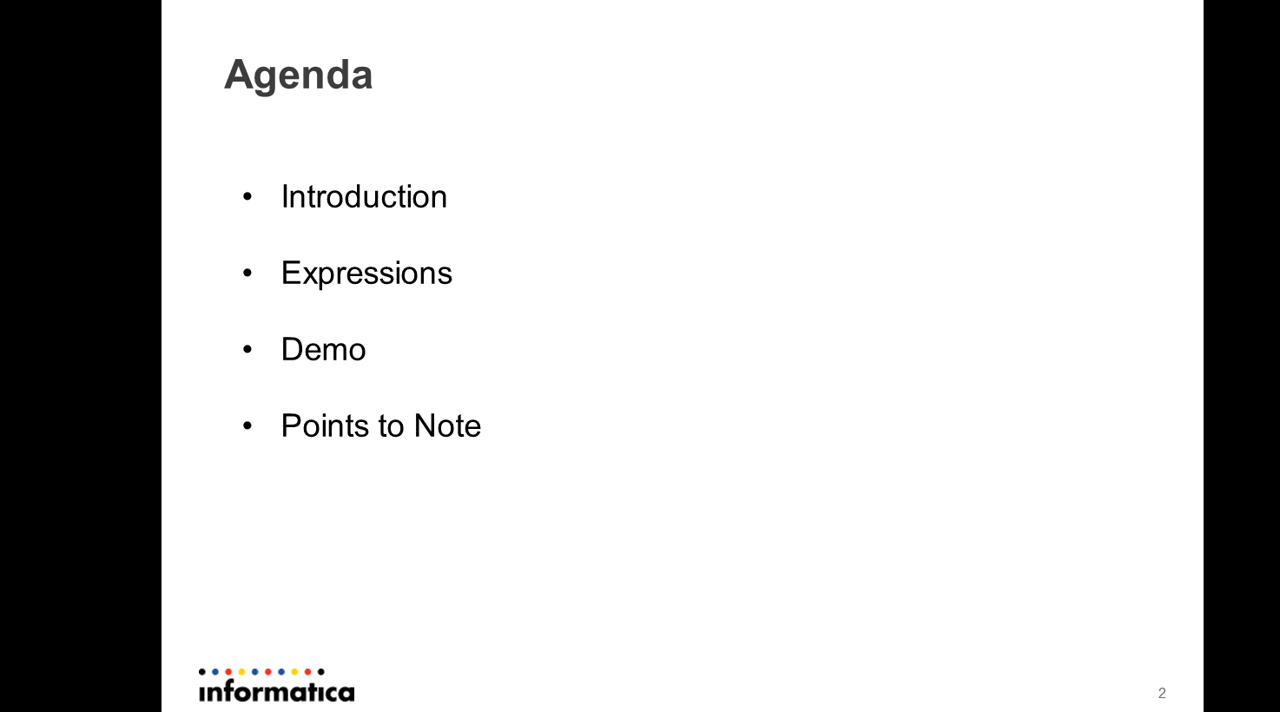 Agenda
• Introduction
• Expressions
• Demo
• Points to Note
informatica
2